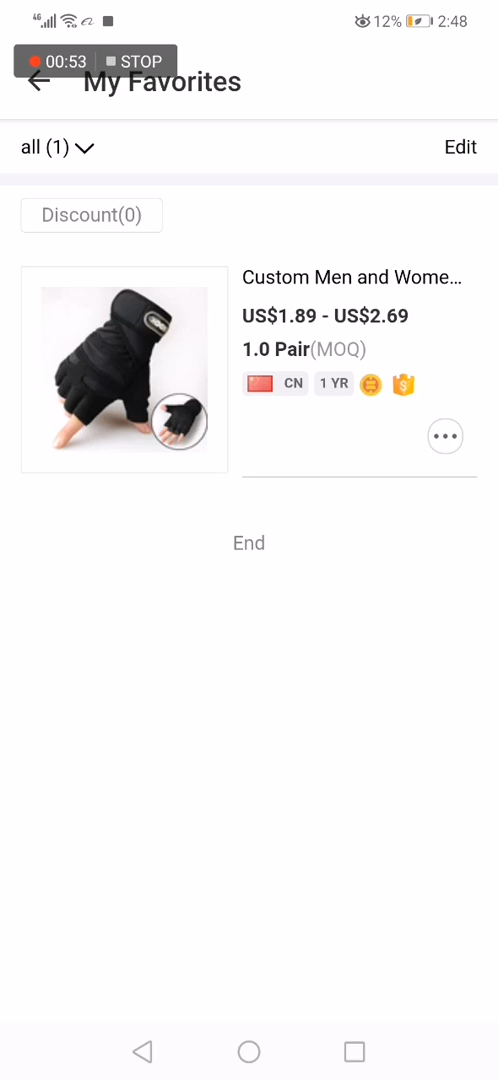 4G
12%
2:48
00:53
STOP
My Favorites
all (1)
Edit
Discount(0)
Custom Men and Wome...
US$1.89 - US$2.69
1.0 Pair(MOQ)
CN
1 YR
End